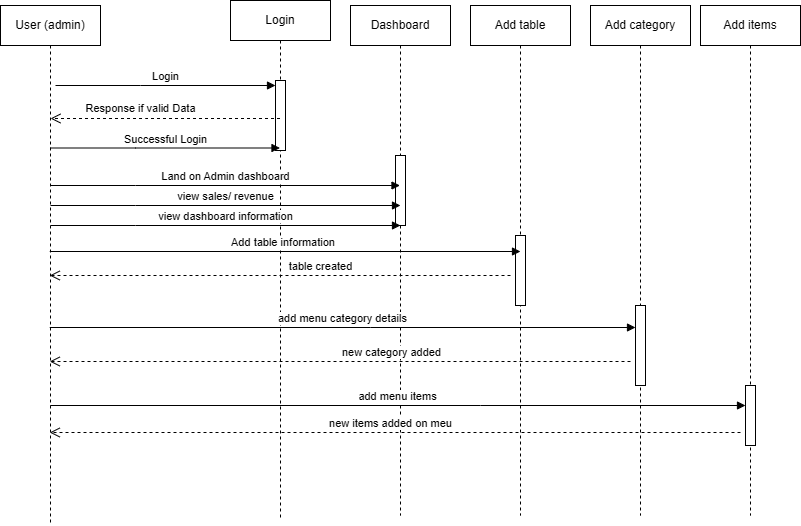 User (admin)
Login
Dashboard
Add table
Add category
Add items
Login
Response if valid Data
Successful Login
Land on Admin dashboard
view sales/ revenue
view dashboard information
Add table information
table created
add menu category details
new category added
add menu items
new items added on meu